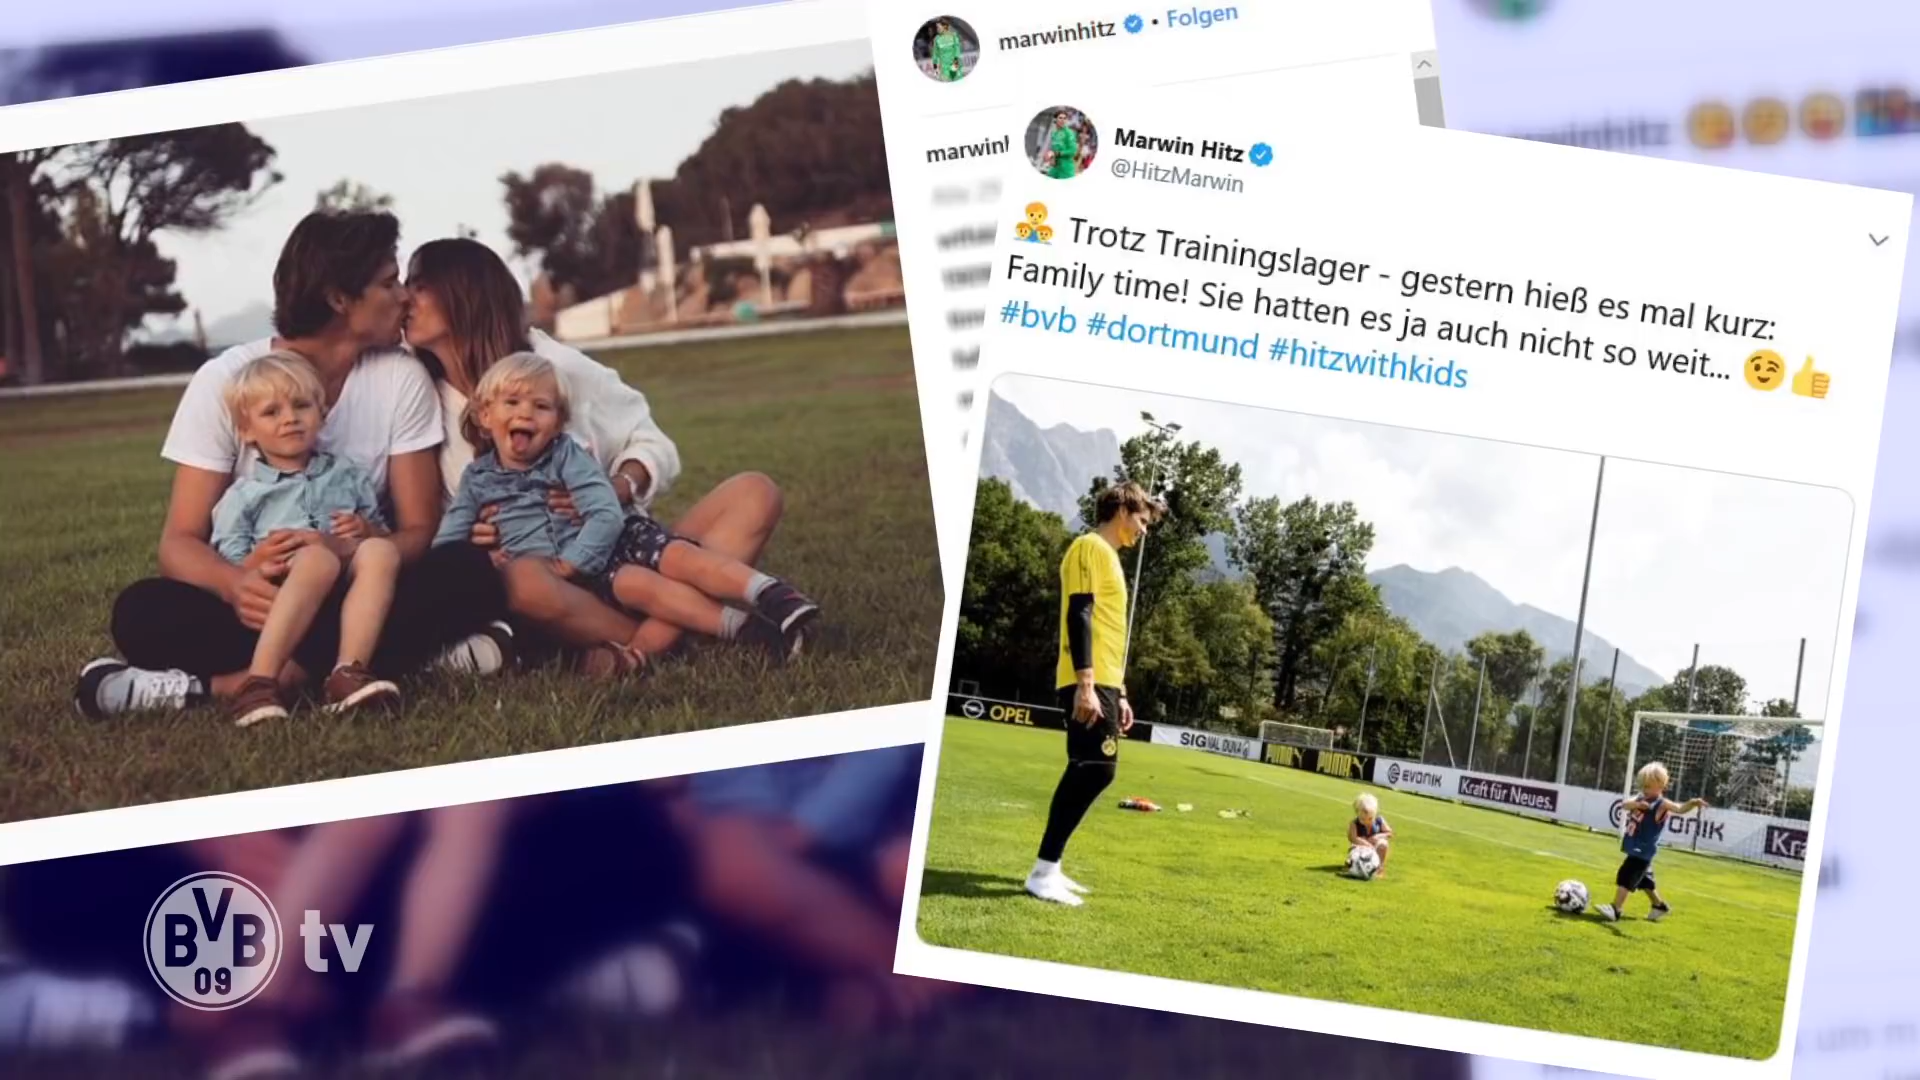 marwinhitz • Folgen
marwinh
Marwin Hitz
@HitzMarwin
Trotz Trainingslager - gestern hieß es mal kurz:
Family time! Sie hatten es ja auch nicht so weit...
#bvb #dortmund #hitzwithkids
OPEL
SIGNAL IDUNA
PUMA
PUMA
EVONIK
Kraft für Neues.
EVONIK
Kra
BVB
09
tv